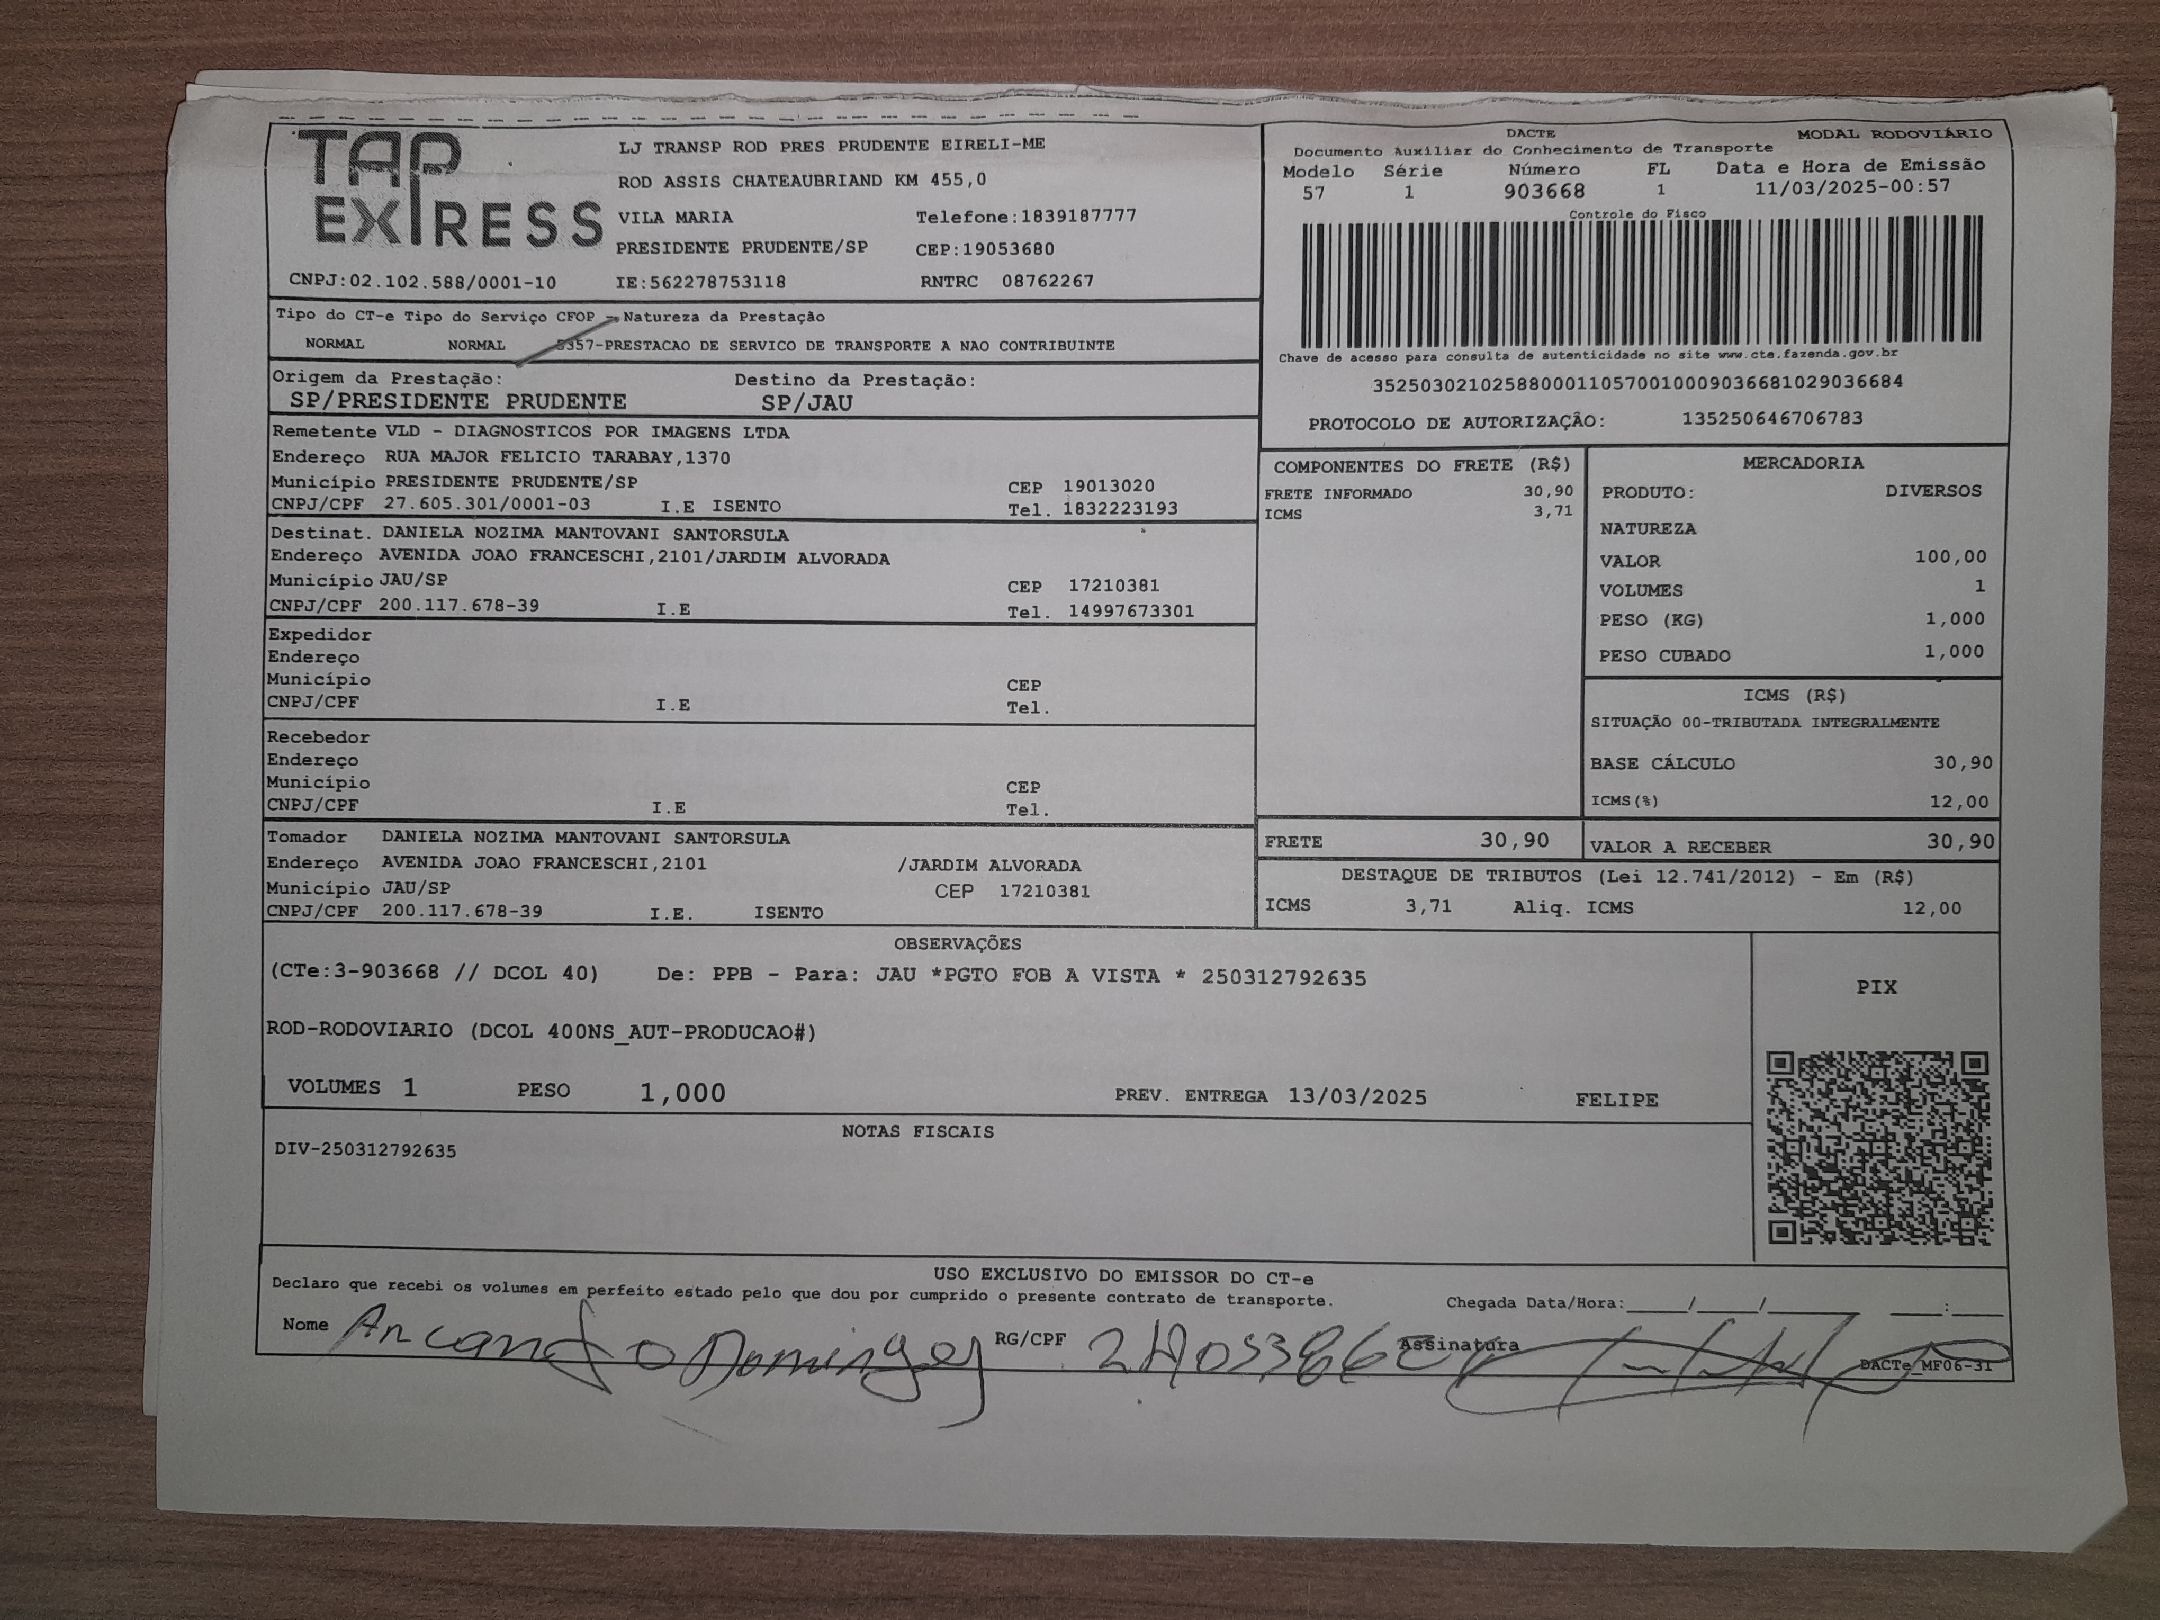 TAP EXPRESS
LJ TRANSP ROD PRES PRUDENTE EIRELI-ME
ROD ASSIS CHATEAUBRIAND KM 455,0
VILA MARIA Telefone:1839187777
PRESIDENTE PRUDENTE/SP CEP:19053680
CNPJ:02.102.588/0001-10 IE:562278753118 RNTRC 08762267
DACTE MODAL RODOVIÁRIO
Documento Auxiliar do Conhecimento de Transporte
Modelo Série Número FL Data e Hora de Emissão
57 1 903668 1 11/03/2025-00:57
Controle do Fisco
Chave de acesso para consulta de autenticidade no site www.cte.fazenda.gov.br
35250302102588000110570010009036681029036684
PROTOCOLO DE AUTORIZAÇÃO: 135250646706783
Tipo do CT-e Tipo do Serviço CFOP - Natureza da Prestação
NORMAL NORMAL 5357-PRESTACAO DE SERVICO DE TRANSPORTE A NAO CONTRIBUINTE
Origem da Prestação: Destino da Prestação:
SP/PRESIDENTE PRUDENTE SP/JAU
Remetente VLD - DIAGNOSTICOS POR IMAGENS LTDA
Endereço RUA MAJOR FELICIO TARABAY,1370
Município PRESIDENTE PRUDENTE/SP CEP 19013020
CNPJ/CPF 27.605.301/0001-03 I.E ISENTO Tel. 1832223193
Destinat. DANIELA NOZIMA MANTOVANI SANTORSULA
Endereço AVENIDA JOAO FRANCESCHI,2101/JARDIM ALVORADA
Município JAU/SP CEP 17210381
CNPJ/CPF 200.117.678-39 I.E Tel. 14997673301
Expedidor
Endereço
Município CEP
CNPJ/CPF I.E Tel.
Recebedor
Endereço
Município CEP
CNPJ/CPF I.E Tel.
Tomador DANIELA NOZIMA MANTOVANI SANTORSULA
Endereço AVENIDA JOAO FRANCESCHI,2101 /JARDIM ALVORADA
Município JAU/SP CEP 17210381
CNPJ/CPF 200.117.678-39 I.E. ISENTO
COMPONENTES DO FRETE (R$)
FRETE INFORMADO 30,90
ICMS 3,71
MERCADORIA
PRODUTO: DIVERSOS
NATUREZA
VALOR 100,00
VOLUMES 1
PESO (KG) 1,000
PESO CUBADO 1,000
ICMS (R$)
SITUAÇÃO 00-TRIBUTADA INTEGRALMENTE
BASE CÁLCULO 30,90
ICMS(%) 12,00
FRETE 30,90 VALOR A RECEBER 30,90
DESTAQUE DE TRIBUTOS (Lei 12.741/2012) - Em (R$)
ICMS 3,71 Aliq. ICMS 12,00
OBSERVAÇÕES
(CTe:3-903668 // DCOL 40) De: PPB - Para: JAU *PGTO FOB A VISTA * 250312792635
ROD-RODOVIARIO (DCOL 400NS_AUT-PRODUCAO#)
VOLUMES 1 PESO 1,000 PREV. ENTREGA 13/03/2025 FELIPE
PIX
NOTAS FISCAIS
DIV-250312792635
USO EXCLUSIVO DO EMISSOR DO CT-e
Declaro que recebi os volumes em perfeito estado pelo que dou por cumprido o presente contrato de transporte. Chegada Data/Hora:____/____/______ ____:____
Nome RG/CPF Assinatura
DACTe_MF06-31